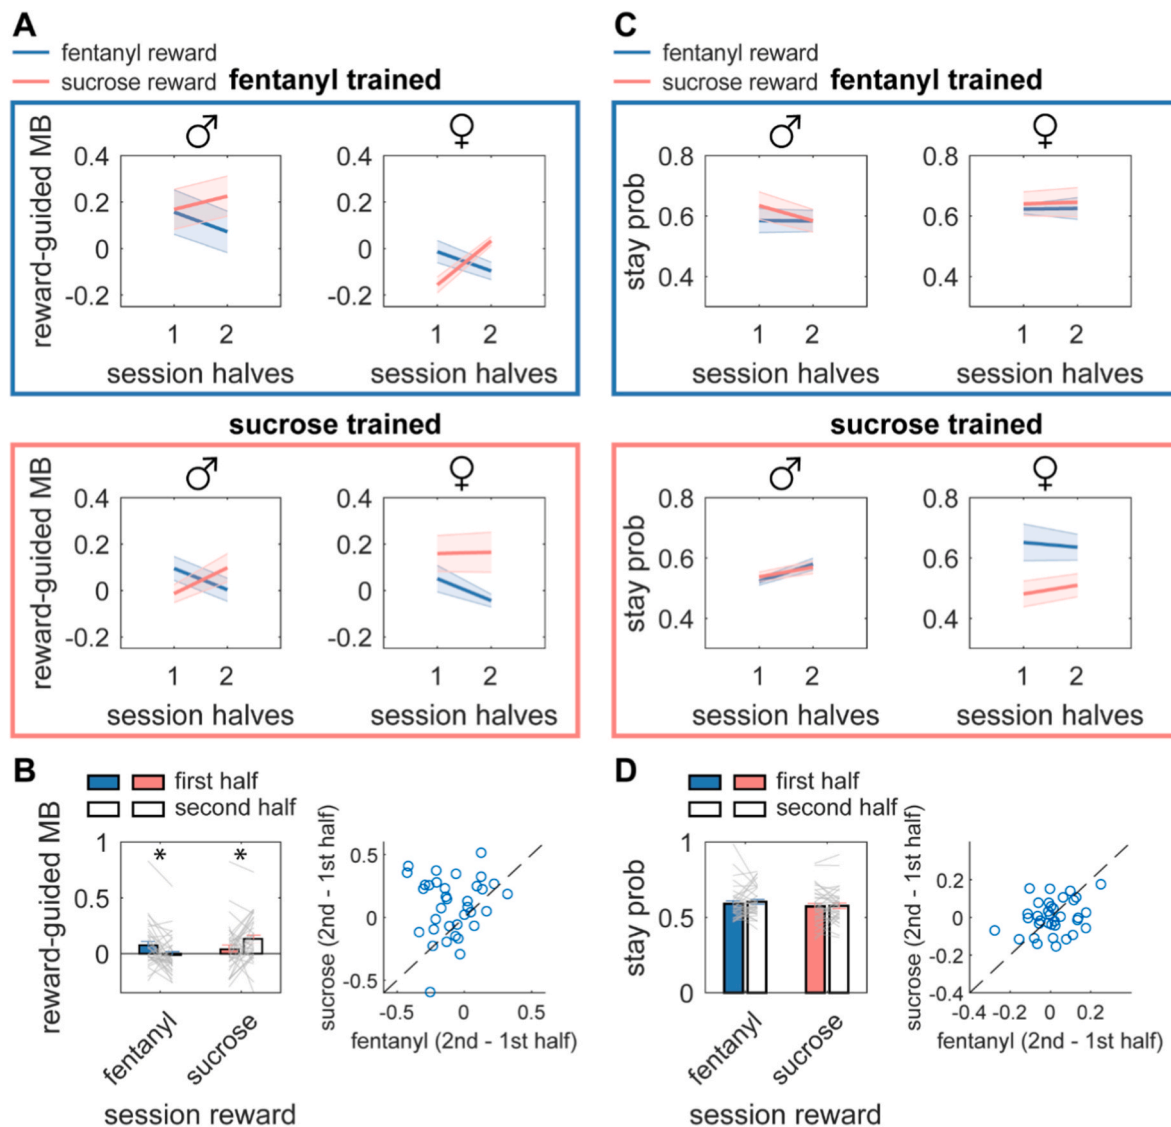 A
fentanyl reward
sucrose reward
fentanyl trained
♂
♀
reward-guided MB
0.4
0.2
0
-0.2
1 2
session halves
0.4
0.2
0
-0.2
1 2
session halves
sucrose trained
♂
♀
reward-guided MB
0.4
0.2
0
-0.2
1 2
session halves
0.4
0.2
0
-0.2
1 2
session halves
B
first half
second half
reward-guided MB
1
0.5
0
* *
fentanyl
sucrose
session reward
sucrose (2nd - 1st half)
0.5
0
-0.5
-0.5 0 0.5
fentanyl (2nd - 1st half)
C
fentanyl reward
sucrose reward
fentanyl trained
♂
♀
stay prob
0.8
0.6
0.4
1 2
session halves
0.8
0.6
0.4
1 2
session halves
sucrose trained
♂
♀
stay prob
0.8
0.6
0.4
1 2
session halves
0.8
0.6
0.4
1 2
session halves
D
first half
second half
stay prob
1
0.5
0
fentanyl
sucrose
session reward
sucrose (2nd - 1st half)
0.2
0
-0.2
-0.4
-0.4 -0.2 0 0.2
fentanyl (2nd - 1st half)